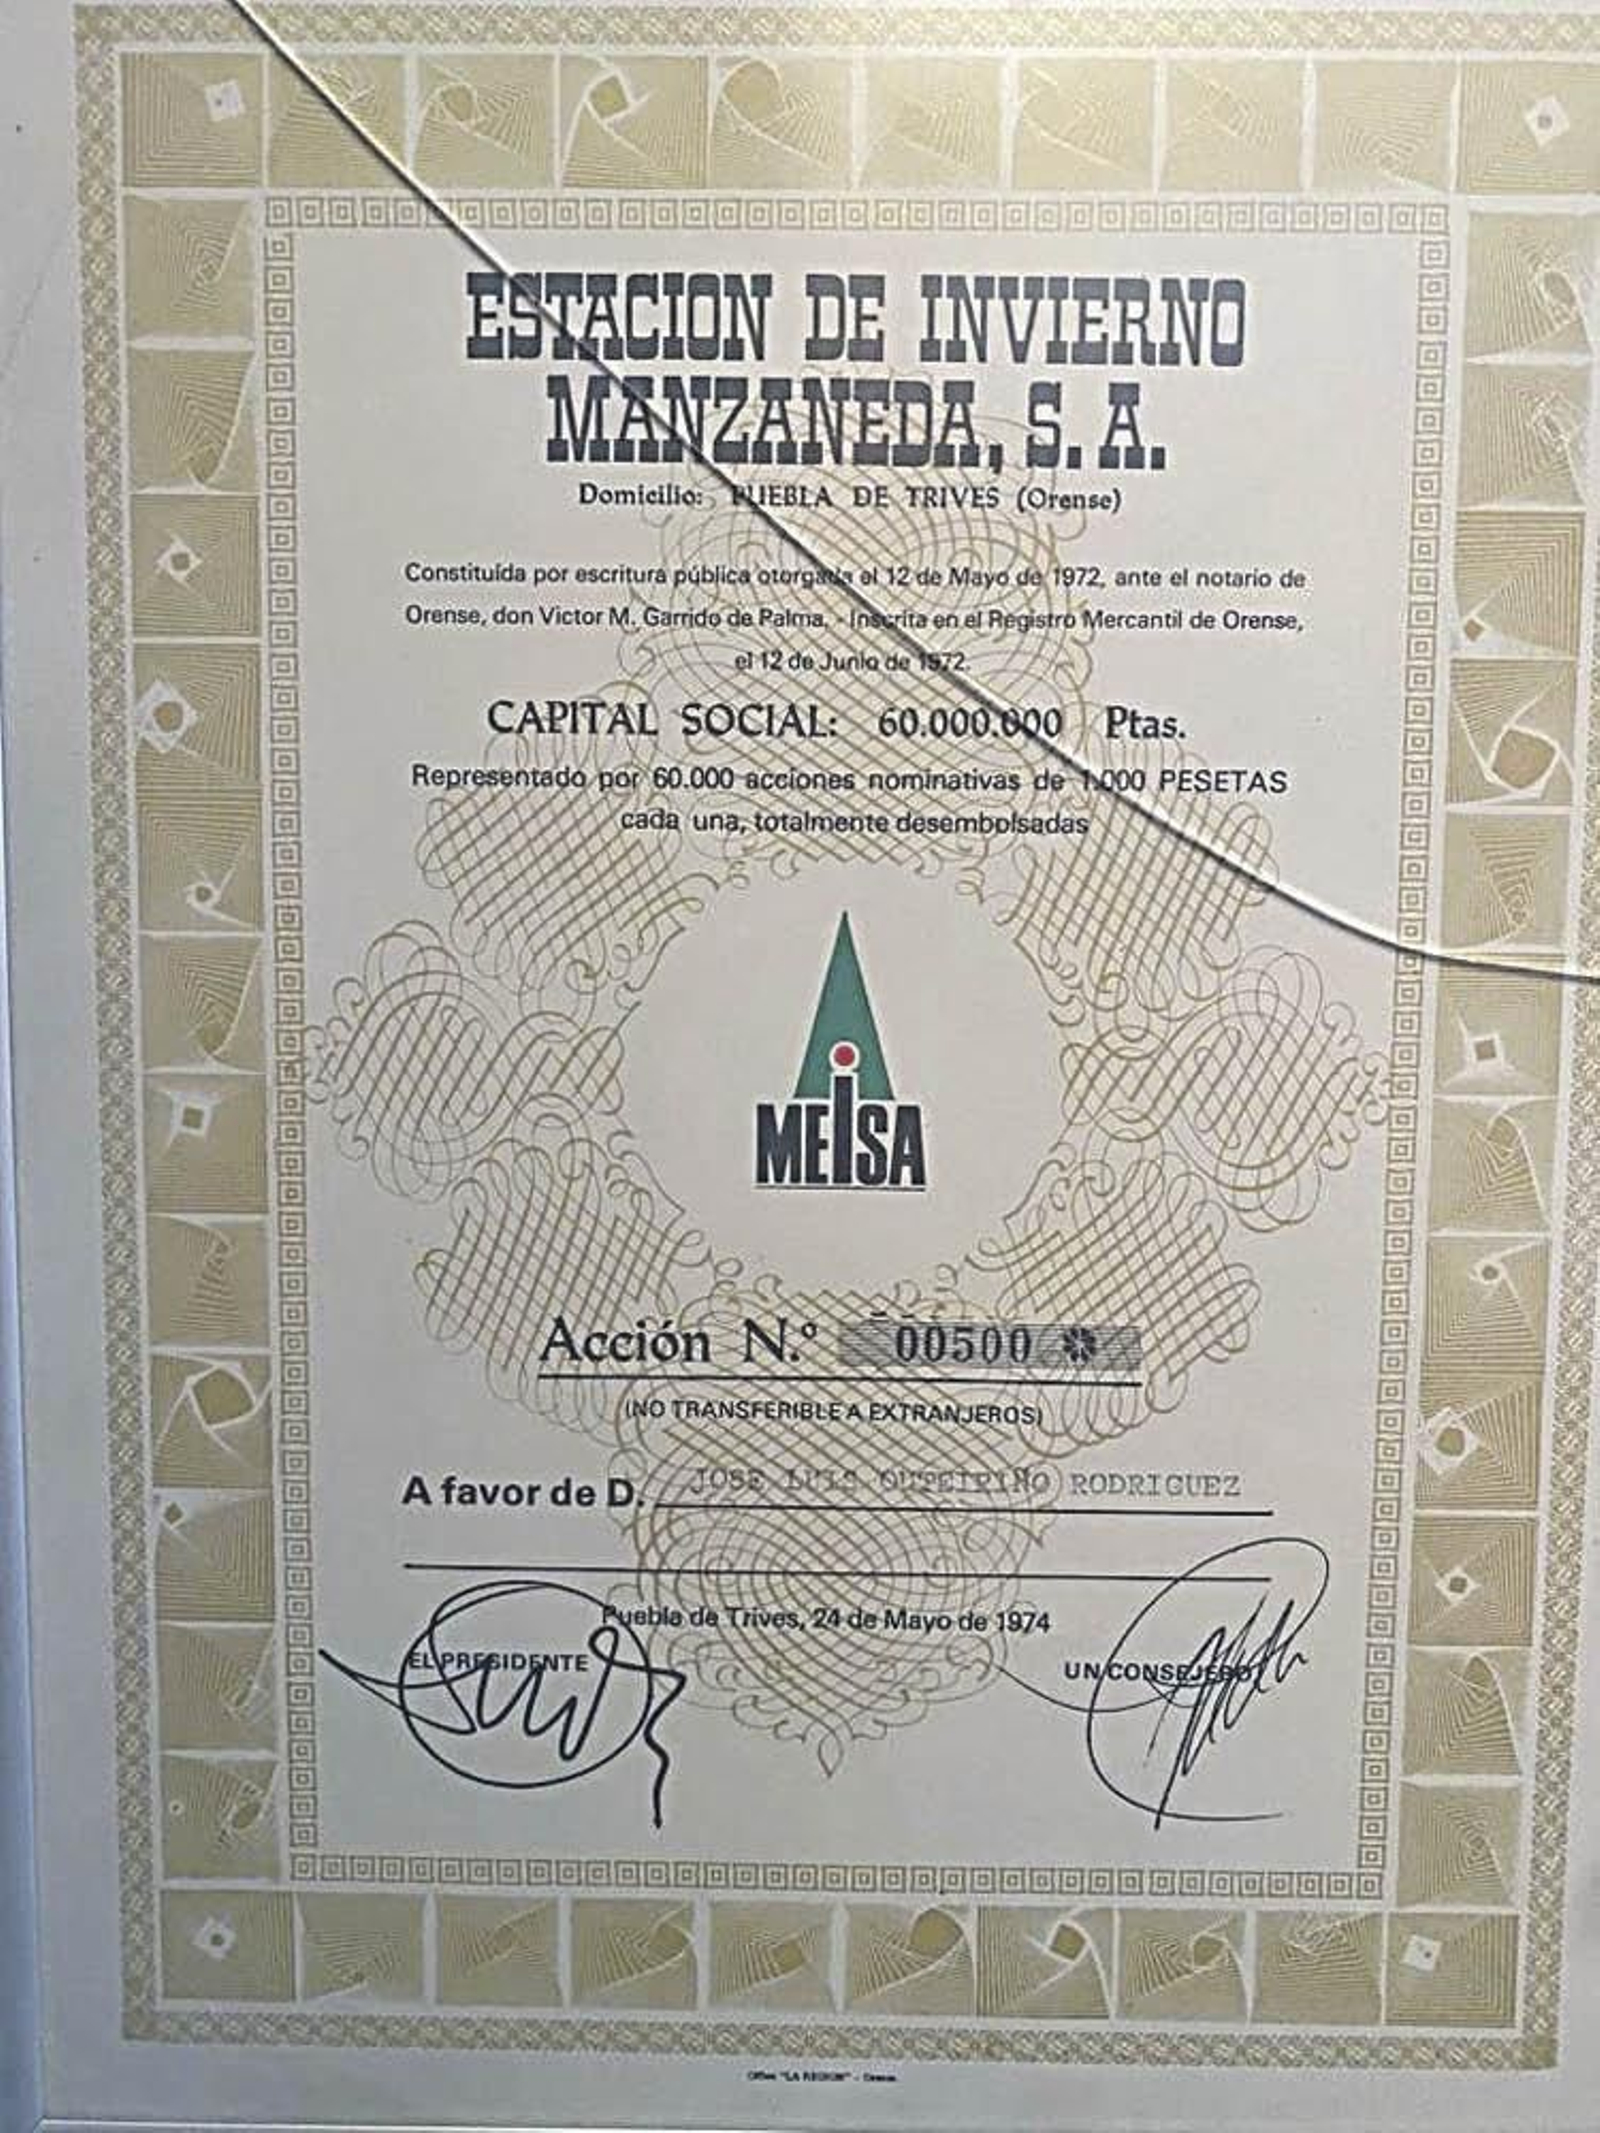 ESTACION DE INVIERNO
MANZANEDA, S. A.
Domicilio: PUEBLA DE TRIVES (Orense)
Constituída por escritura pública otorgada el 12 de Mayo de 1972, ante el notario de
Orense, don Victor M. Garrido de Palma. - Inscrita en el Registro Mercantil de Orense,
el 12 de Junio de 1972.
CAPITAL SOCIAL: 60.000.000 Ptas.
Representado por 60.000 acciones nominativas de 1.000 PESETAS
cada una, totalmente desembolsadas
MEISA
Acción N.º 00500
(NO TRANSFERIBLE A EXTRANJEROS)
A favor de D. JOSE LUIS OUTEIRIÑO RODRIGUEZ
Puebla de Trives, 24 de Mayo de 1974
EL PRESIDENTE
UN CONSEJERO
Offset "LA REGION" - Orense